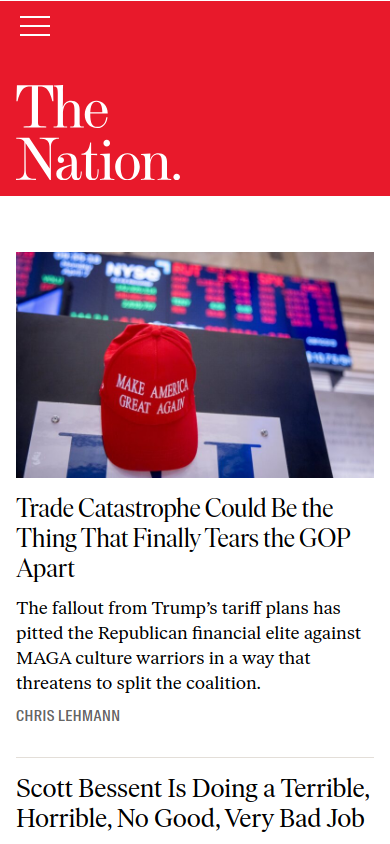 The
Nation.
NYSE
MAKE AMERICA
GREAT AGAIN
Trade Catastrophe Could Be the
Thing That Finally Tears the GOP
Apart
The fallout from Trump’s tariff plans has
pitted the Republican financial elite against
MAGA culture warriors in a way that
threatens to split the coalition.
CHRIS LEHMANN
Scott Bessent Is Doing a Terrible,
Horrible, No Good, Very Bad Job